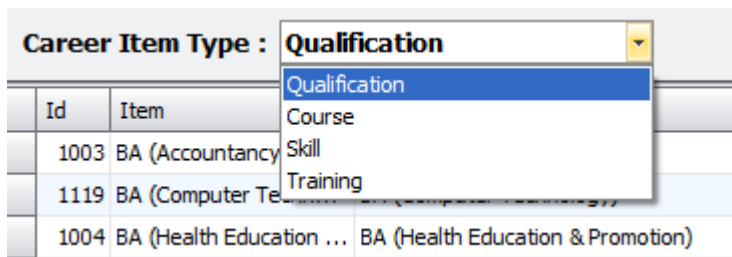 Career Item Type : Qualification
Qualification
Course
Skill
Training
Id Item
1003 BA (Accountancy
1119 BA (Computer
1004 BA (Health Education ... BA (Health Education & Promotion)